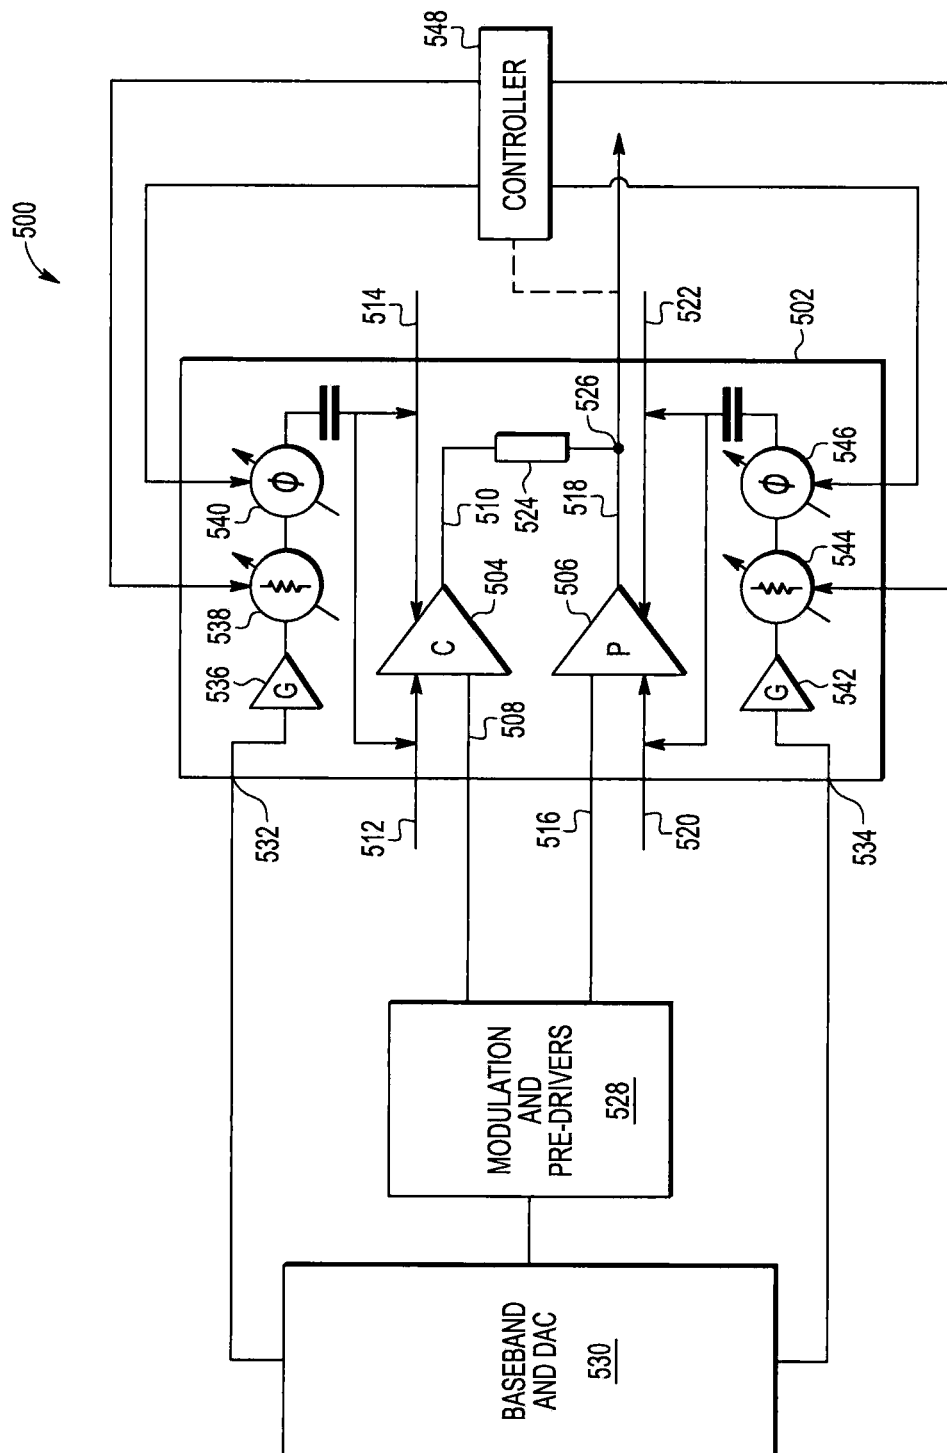 500
548
CONTROLLER
514
522
502
540
Φ
538
536
G
510
524
526
518
546
Φ
544
504
C
506
P
542
G
508
532
512
516
520
534
MODULATION
AND
PRE-DRIVERS
528
BASEBAND
AND DAC
530